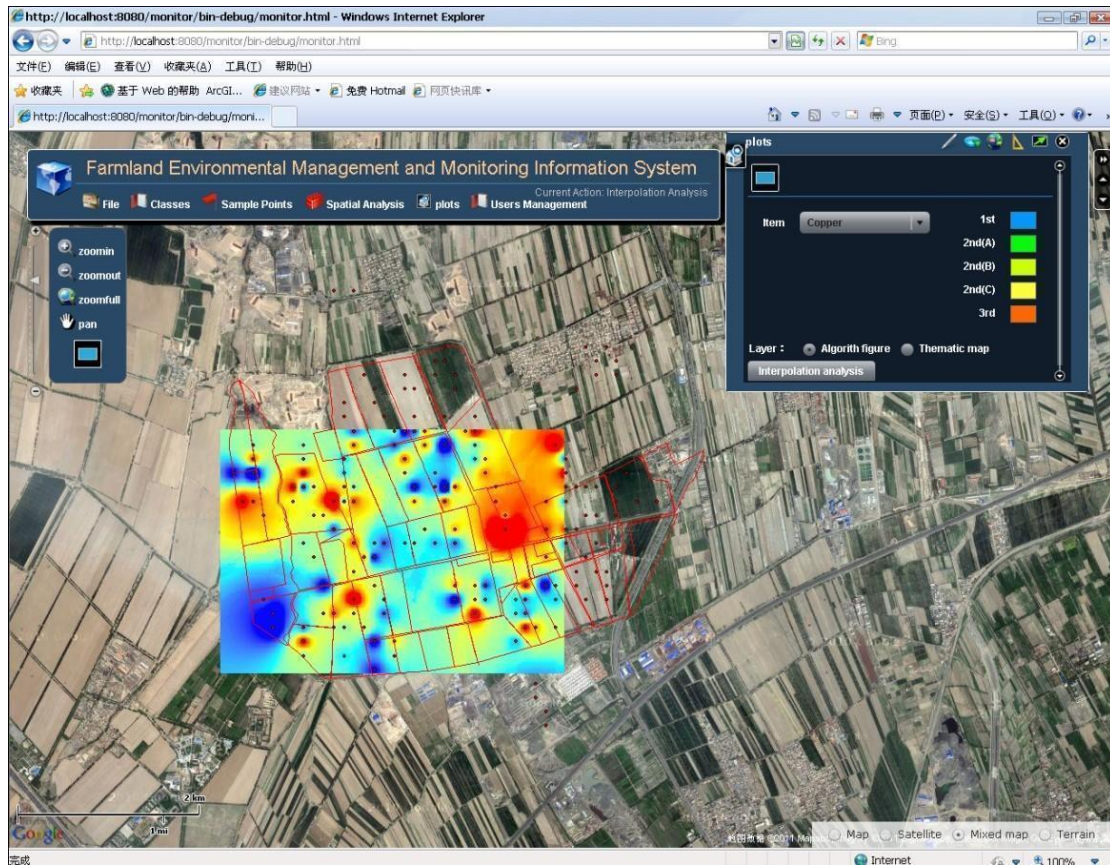 http://localhost:8080/monitor/bin-debug/monitor.html - Windows Internet Explorer
http://localhost:8080/monitor/bin-debug/monitor.html
Bing
文件(F) 编辑(E) 查看(V) 收藏夹(A) 工具(T) 帮助(H)
收藏夹 基于 Web 的帮助 ArcGI... 建议网站 免费 Hotmail 网页快讯库
http://localhost:8080/monitor/bin-debug/moni...
页面(P) 安全(S) 工具(O)
Farmland Environmental Management and Monitoring Information System
Current Action: Interpolation Analysis
File Classes Sample Points Spatial Analysis plots Users Management
zoomin
zoomout
zoomfull
pan
plots
Item Copper
1st
2nd(A)
2nd(B)
2nd(C)
3rd
Layer : Algorith figure Thematic map
Interpolation analysis
2 km
1 mi
Google
©2011
Map Satellite Mixed map Terrain
完成
Internet
100%